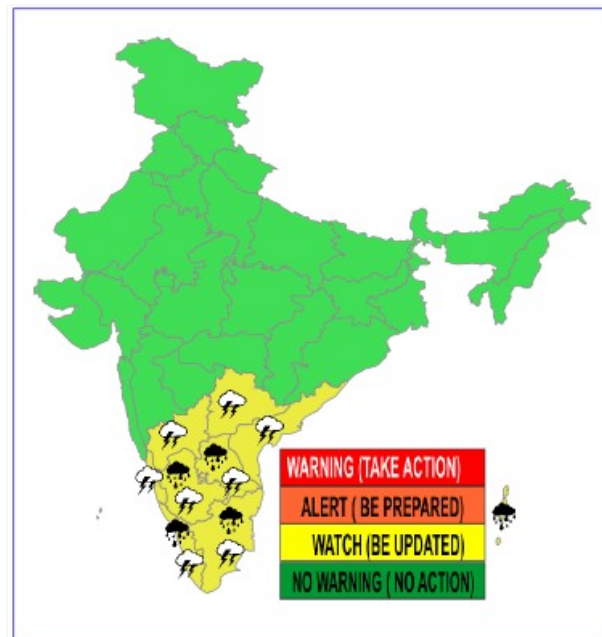 WARNING (TAKE ACTION)
ALERT ( BE PREPARED)
WATCH (BE UPDATED)
NO WARNING ( NO ACTION)